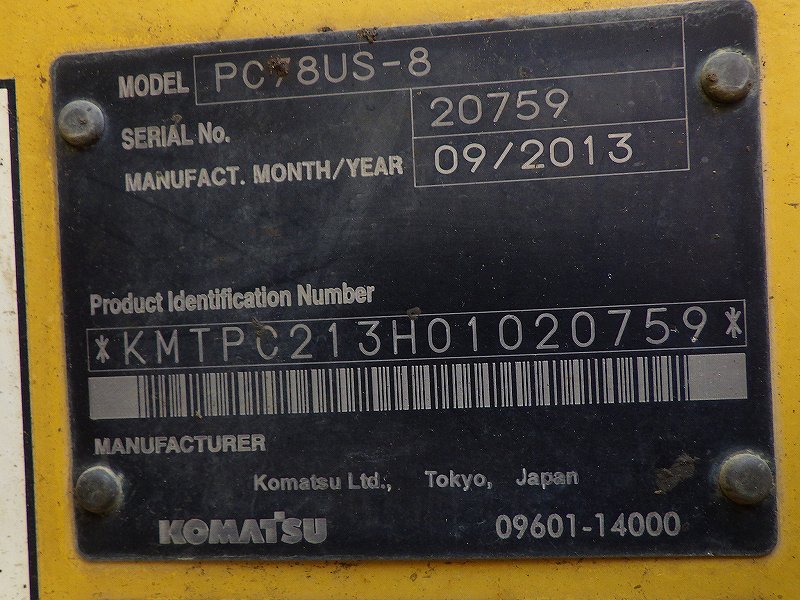 MODEL PC78US-8
SERIAL No. 20759
MANUFACT. MONTH/YEAR 09/2013
Product Identification Number
*KMTPC213H01020759*
MANUFACTURER
Komatsu Ltd., Tokyo, Japan
KOMATSU 09601-14000